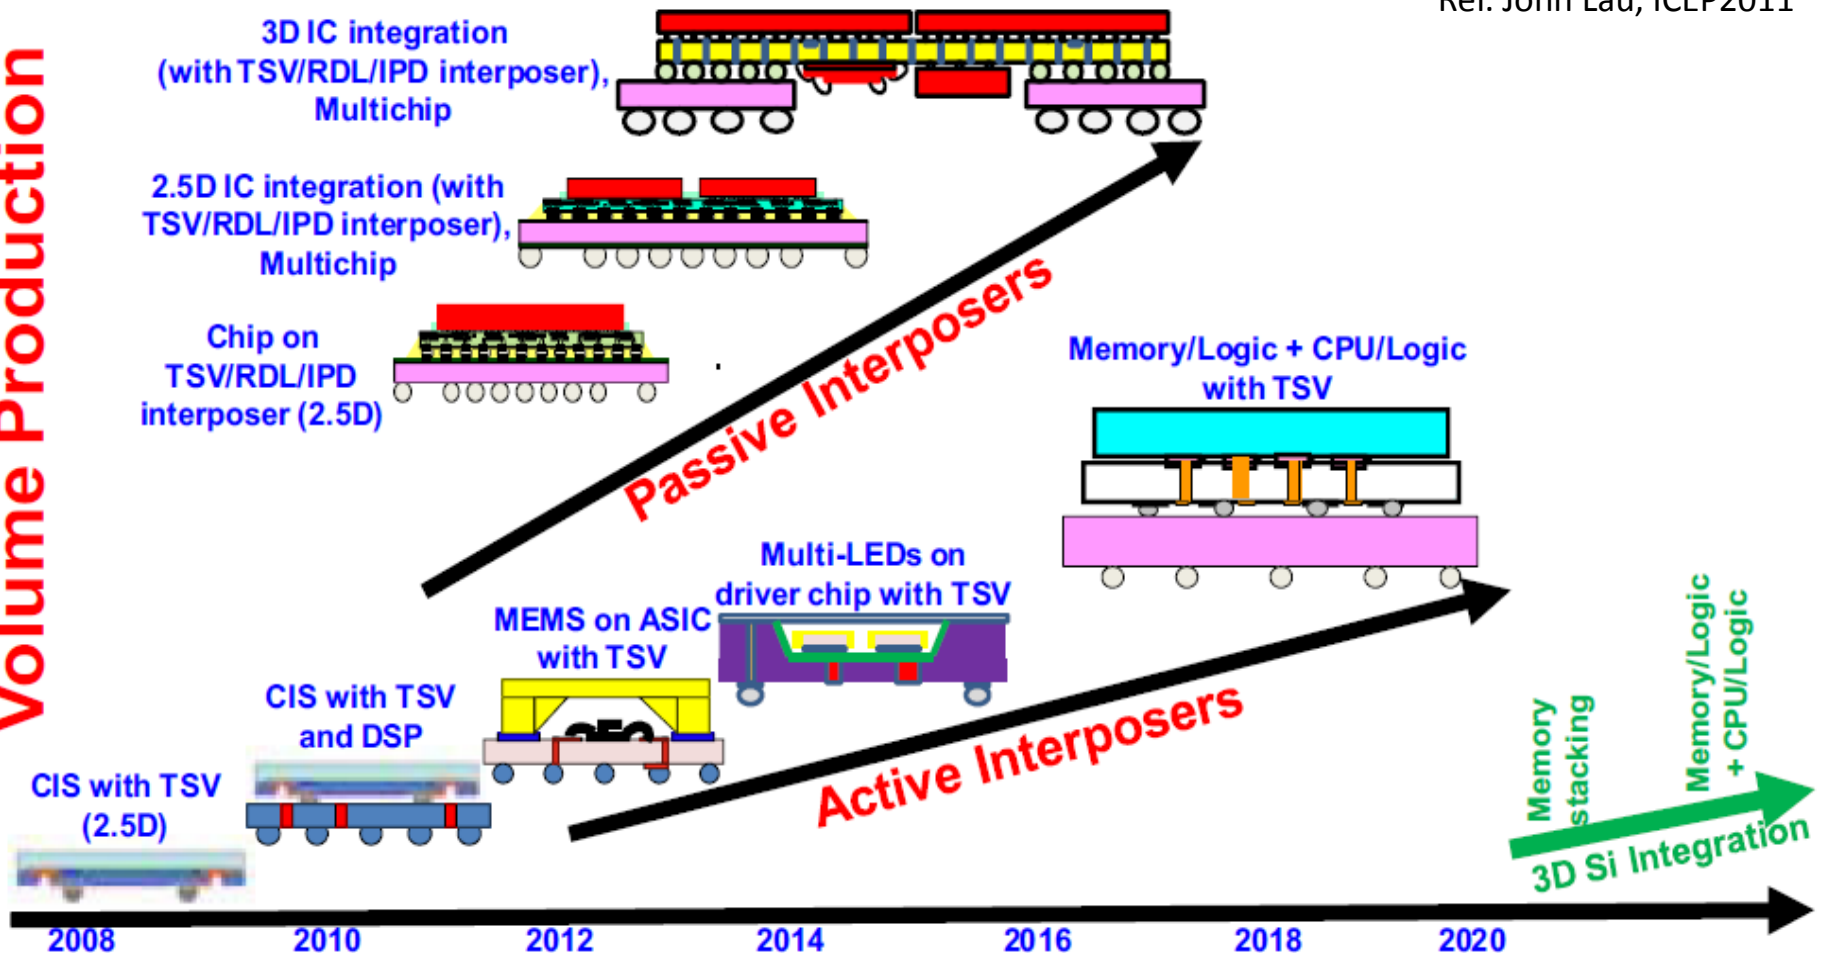 Ref: John Lau, ICEP2011
Volume Production
3D IC integration
(with TSV/RDL/IPD interposer),
Multichip
2.5D IC integration (with
TSV/RDL/IPD interposer),
Multichip
Chip on
TSV/RDL/IPD
interposer (2.5D)
Passive Interposers
Memory/Logic + CPU/Logic
with TSV
Multi-LEDs on
driver chip with TSV
MEMS on ASIC
with TSV
CIS with TSV
and DSP
CIS with TSV
(2.5D)
Active Interposers
Memory
stacking
Memory/Logic
+ CPU/Logic
3D Si Integration
2008 2010 2012 2014 2016 2018 2020